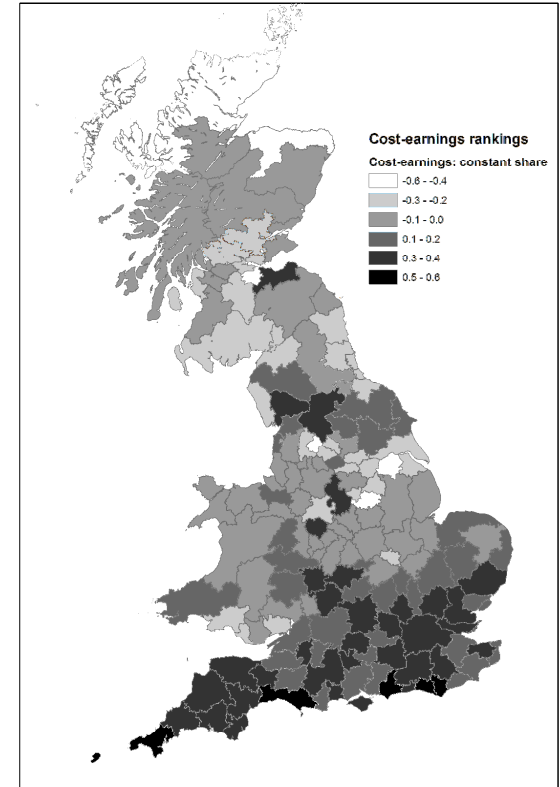 Cost-earnings rankings
Cost-earnings: constant share
-0.6 - -0.4
-0.3 - -0.2
-0.1 - 0.0
0.1 - 0.2
0.3 - 0.4
0.5 - 0.6